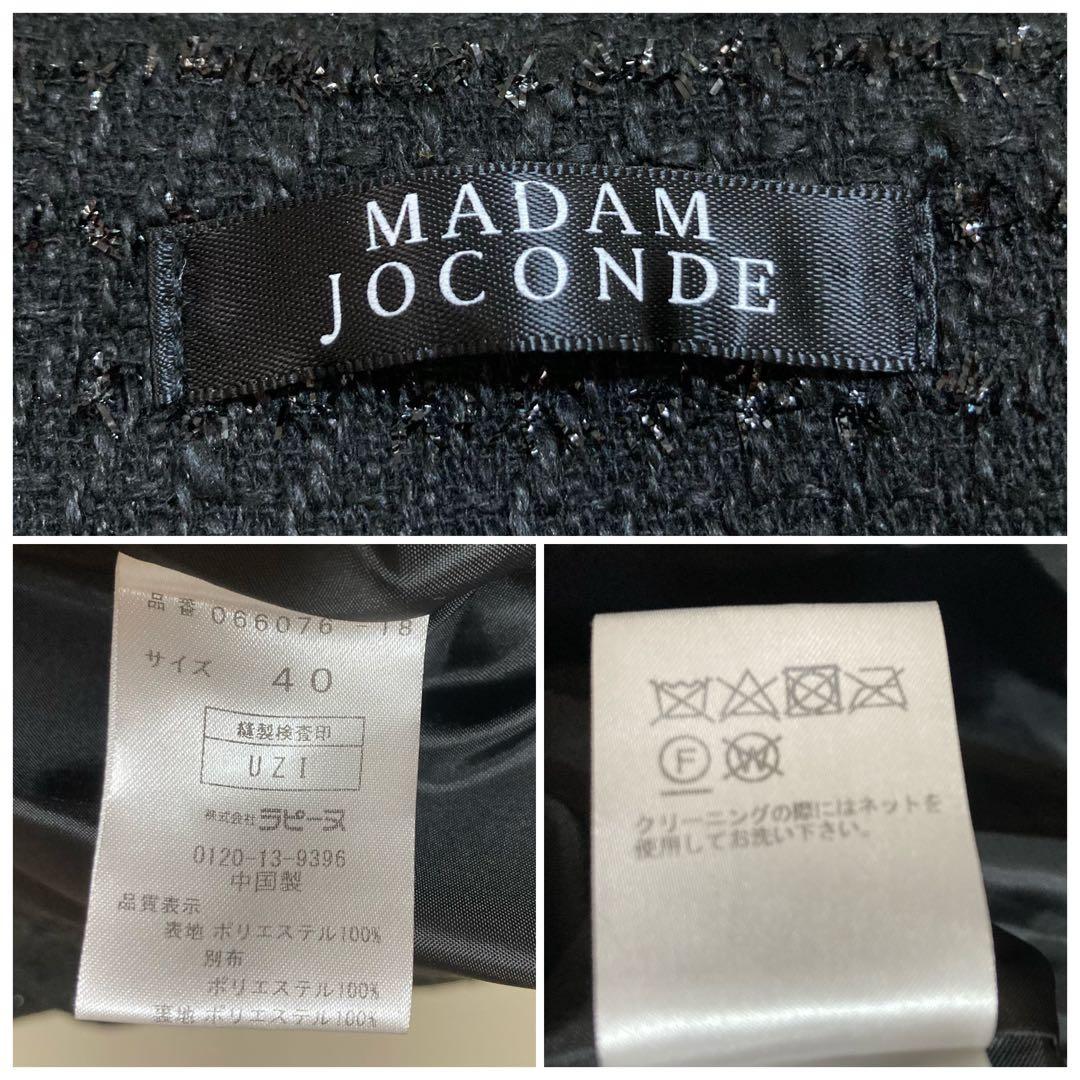 MADAM
JOCONDE
品番 066076 18
サイズ 40
縫製検査印
UZI
株式会社 ラピーヌ
0120-13-9396
中国製
品質表示
表地 ポリエステル100%
別布
ポリエステル100%
裏地 ポリエステル100%
F W
クリーニングの際にはネットを
使用してお洗い下さい。